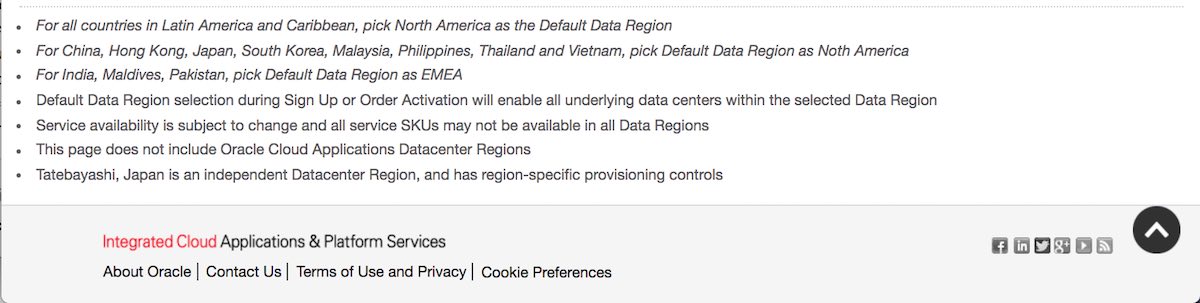 For all countries in Latin America and Caribbean, pick North America as the Default Data Region
For China, Hong Kong, Japan, South Korea, Malaysia, Philippines, Thailand and Vietnam, pick Default Data Region as Noth America
For India, Maldives, Pakistan, pick Default Data Region as EMEA
Default Data Region selection during Sign Up or Order Activation will enable all underlying data centers within the selected Data Region
Service availability is subject to change and all service SKUs may not be available in all Data Regions
This page does not include Oracle Cloud Applications Datacenter Regions
Tatebayashi, Japan is an independent Datacenter Region, and has region-specific provisioning controls
Integrated Cloud Applications & Platform Services
About Oracle | Contact Us | Terms of Use and Privacy | Cookie Preferences